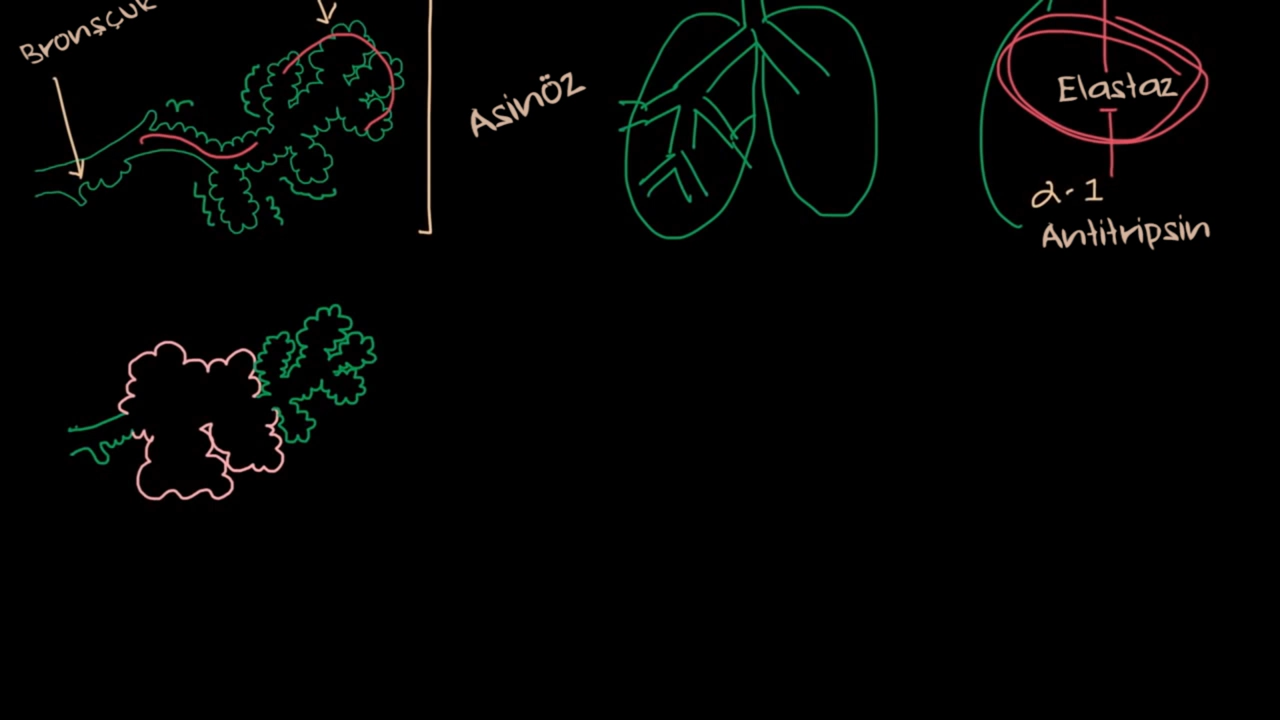 Bronşçuk
Asinöz
Elastaz
α-1
Antitripsin